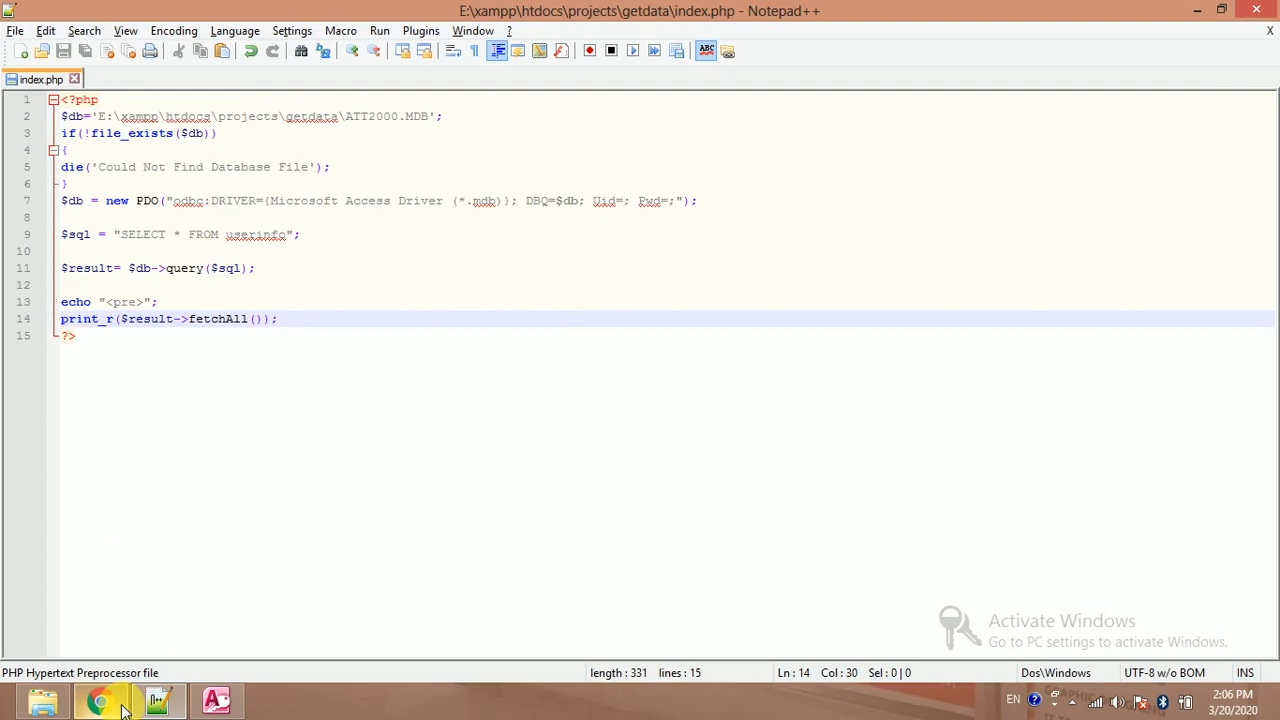 E:\xampp\htdocs\projects\getdata\index.php - Notepad++
File Edit Search View Encoding Language Settings Macro Run Plugins Window ? X
ABC
index.php
1 <?php
2 $db='E:\xampp\htdocs\projects\getdata\ATT2000.MDB';
3 if(!file_exists($db))
4 {
5 die('Could Not Find Database File');
6 }
7 $db = new PDO("odbc:DRIVER={Microsoft Access Driver (*.mdb)}; DBQ=$db; Uid=; Pwd=;");
8
9 $sql = "SELECT * FROM userinfo";
10
11 $result= $db->query($sql);
12
13 echo "<pre>";
14 print_r($result->fetchAll());
15 ?>
Activate Windows
Go to PC settings to activate Windows.
PHP Hypertext Preprocessor file length : 331 lines : 15 Ln : 14 Col : 30 Sel : 0 | 0 Dos\Windows UTF-8 w/o BOM INS
EN 2:06 PM
3/20/2020